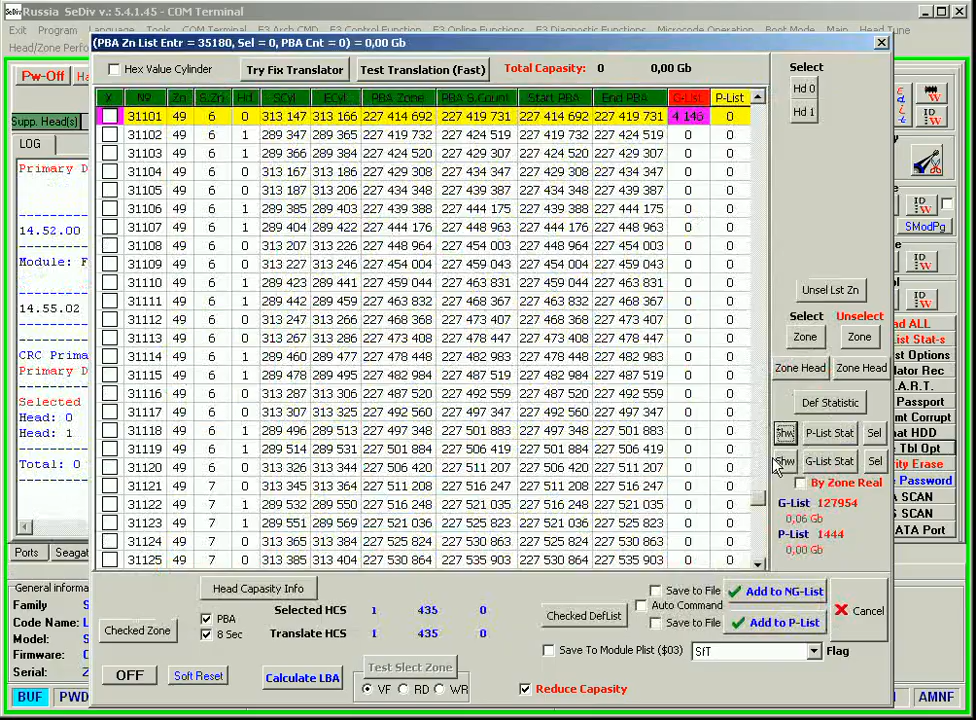 Russia SeDiv v.: 5.4.1.45 - COM Terminal
Exit Program Language Tools COM Terminal F3 Arch CMD F3 Operation Function F3 Diagnostic Functions Microcode Operation Boot Mode Main Head Tune
Head/Zone Perfo
(PBA Zn List Entr = 35180, Sel = 0, PBA Cnt = 0) = 0,00 Gb
Pw-Off
Hex Value Cylinder Try Fix Translator Test Translation (Fast) Total Capacity: 0 0,00 Gb
Select
Hd 0
Hd 1
Supp. Head(s)
LOG
X № Zn S.Zn Hd SCyl ECyl PBA Zone PBA S.Count Start PBA End PBA G-List P-List
31101 49 6 0 313 147 313 166 227 414 692 227 419 731 227 414 692 227 419 731 4 146 0
31102 49 6 1 289 347 289 365 227 419 732 227 424 519 227 419 732 227 424 519 0 0
31103 49 6 1 289 366 289 384 227 424 520 227 429 307 227 424 520 227 429 307 0 0
31104 49 6 0 313 167 313 186 227 429 308 227 434 347 227 429 308 227 434 347 0 0
31105 49 6 0 313 187 313 206 227 434 348 227 439 387 227 434 348 227 439 387 0 0
31106 49 6 1 289 385 289 403 227 439 388 227 444 175 227 439 388 227 444 175 0 0
31107 49 6 1 289 404 289 422 227 444 176 227 448 963 227 444 176 227 448 963 0 0
31108 49 6 0 313 207 313 226 227 448 964 227 454 003 227 448 964 227 454 003 0 0
31109 49 6 0 313 227 313 246 227 454 004 227 459 043 227 454 004 227 459 043 0 0
31110 49 6 1 289 423 289 441 227 459 044 227 463 831 227 459 044 227 463 831 0 0
31111 49 6 1 289 442 289 459 227 463 832 227 468 367 227 463 832 227 468 367 0 0
31112 49 6 0 313 247 313 266 227 468 368 227 473 407 227 468 368 227 473 407 0 0
31113 49 6 0 313 267 313 286 227 473 408 227 478 447 227 473 408 227 478 447 0 0
31114 49 6 1 289 460 289 477 227 478 448 227 482 983 227 478 448 227 482 983 0 0
31115 49 6 1 289 478 289 495 227 482 984 227 487 519 227 482 984 227 487 519 0 0
31116 49 6 0 313 287 313 306 227 487 520 227 492 559 227 487 520 227 492 559 0 0
31117 49 6 0 313 307 313 325 227 492 560 227 497 347 227 492 560 227 497 347 0 0
31118 49 6 1 289 496 289 513 227 497 348 227 501 883 227 497 348 227 501 883 0 0
31119 49 6 1 289 514 289 531 227 501 884 227 506 419 227 501 884 227 506 419 0 0
31120 49 6 0 313 326 313 344 227 506 420 227 511 207 227 506 420 227 511 207 0 0
31121 49 7 0 313 345 313 364 227 511 208 227 516 247 227 511 208 227 516 247 0 0
31122 49 7 1 289 532 289 550 227 516 248 227 521 035 227 516 248 227 521 035 0 0
31123 49 7 1 289 551 289 569 227 521 036 227 525 823 227 521 036 227 525 823 0 0
31124 49 7 0 313 365 313 384 227 525 824 227 530 863 227 525 824 227 530 863 0 0
31125 49 7 0 313 385 313 404 227 530 864 227 535 903 227 530 864 227 535 903 0 0
Primary D
14.52.00
Module: F
14.55.02
CRC Prima
Primary D
Selected
Head: 0
Head: 1
Total: 0
Ports Seagat
Unsel Lst Zn
Select Unselect
Zone Zone
Zone Head Zone Head
Def Statistic
Shw P-List Stat Sel
Shw G-List Stat Sel
By Zone Real
G-List 127954
0,06 Gb
P-List 1444
0,00 Gb
SModPg
ad ALL
List Stat-s
st Options
lator Rec
.A.R.T.
Passport
mt Corrupt
mat HDD
Tbl Opt
rity Erase
Password
A SCAN
P SCAN
ATA Port
General informa
Family
Code Name:
Model:
Firmware:
Serial:
BUF PWD
AMNF
Head Capacity Info
Selected HCS 1 435 0
Translate HCS 1 435 0
Checked Zone
PBA
8 Sec
OFF Soft Reset Calculate LBA
Test Slect Zone
VF RD WR
Checked DefList
Save to File
Auto Command
Save to File
Add to NG-List
Add to P-List
Cancel
Save To Module Plist ($03) SfT Flag
Reduce Capacity